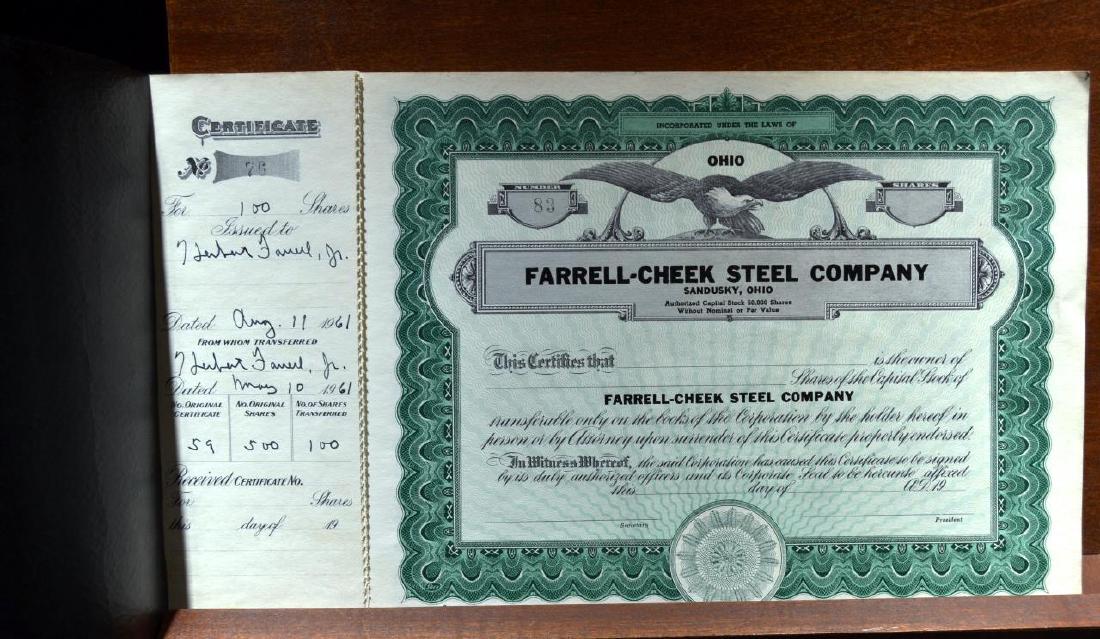 CERTIFICATE
No 76
For 100 Shares
Issued to
J Herbert Farrell, Jr.
Dated Aug. 11 1961
FROM WHOM TRANSFERRED
J Herbert Farrell, Jr.
Dated May 10 1961
NO. ORIGINAL CERTIFICATE
NO. ORIGINAL SHARES
NO. OF SHARES TRANSFERRED
59 500 100
Received CERTIFICATE NO.
For Shares
this day of 19
INCORPORATED UNDER THE LAWS OF
OHIO
NUMBER
83
SHARES
FARRELL-CHEEK STEEL COMPANY
SANDUSKY, OHIO
Authorized Capital Stock 50,000 Shares
Without Nominal or Par Value
This Certifies that is the owner of
Shares of the Capital Stock of
FARRELL-CHEEK STEEL COMPANY
transferable only on the books of the Corporation by the holder hereof in
person or by Attorney upon surrender of this Certificate properly endorsed.
In Witness Whereof, the said Corporation has caused this Certificate to be signed
by its duly authorized officers and its Corporate Seal to be hereunto affixed
this day of A.D. 19
Secretary
President